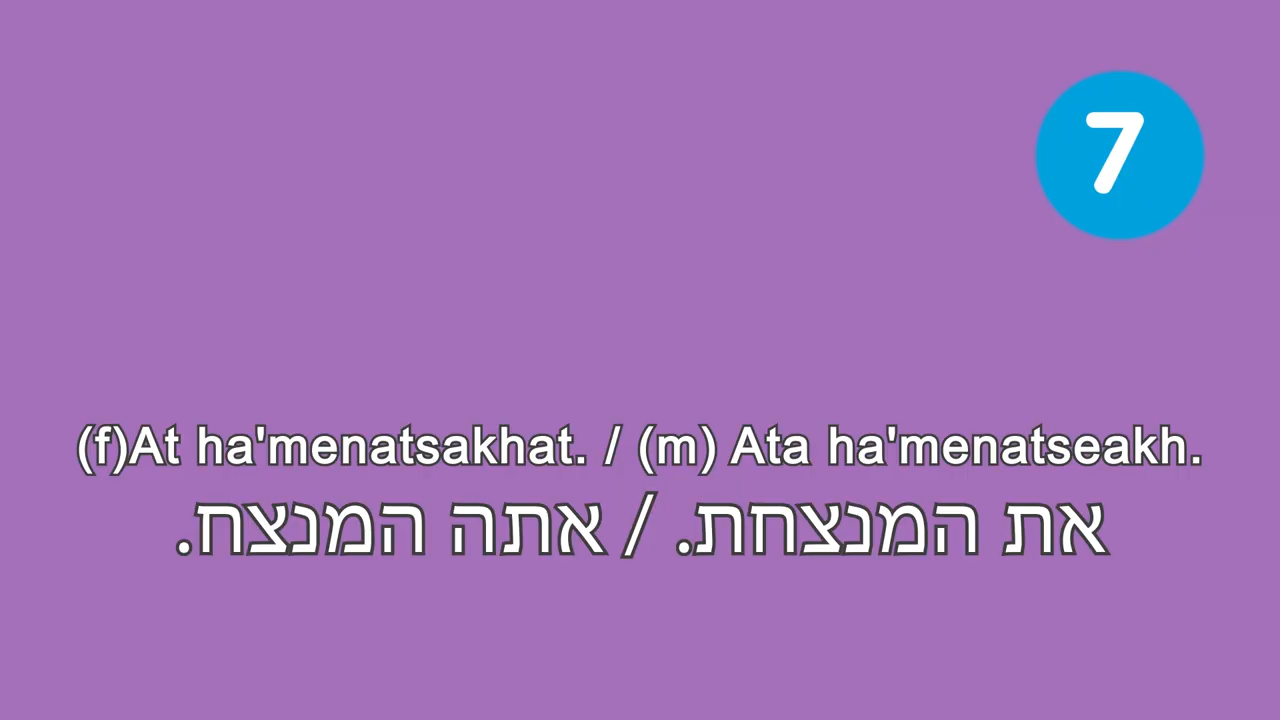 7
(f)At ha'menatsakhat. / (m) Ata ha'menatseakh.
את המנצחת. / אתה המנצח.